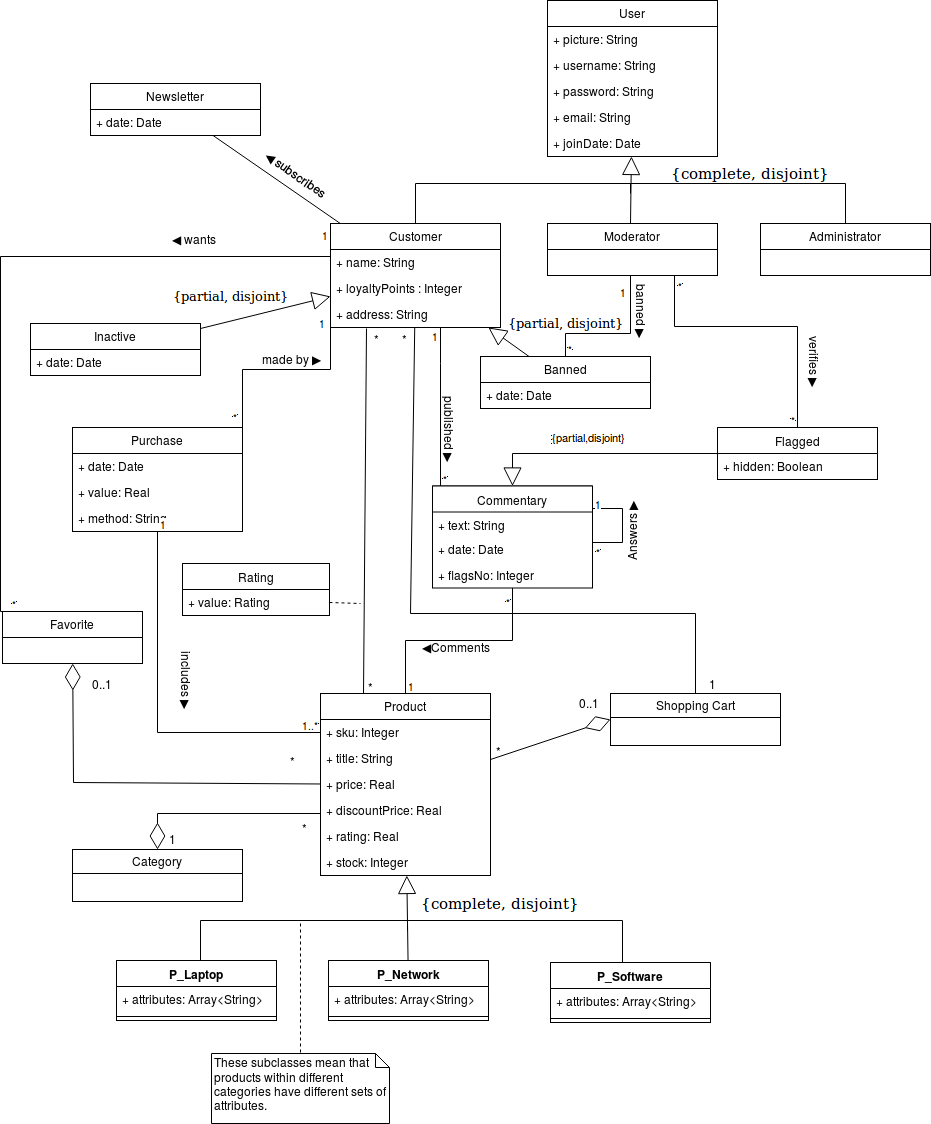 User
+ picture: String
+ username: String
+ password: String
+ email: String
+ joinDate: Date
Newsletter
+ date: Date
◀subscribes
{complete, disjoint}
Customer
+ name: String
+ loyaltyPoints : Integer
+ address: String
Moderator
Administrator
1
◀ wants
{partial, disjoint}
1
Inactive
+ date: Date
made by ▶
*
*
1
1
banned ▶
*
{partial, disjoint}
*
Banned
+ date: Date
verifies ▶
*
*
Purchase
+ date: Date
+ value: Real
+ method: String
1
published ▶
*
{partial,disjoint}
Flagged
+ hidden: Boolean
Commentary
+ text: String
+ date: Date
+ flagsNo: Integer
1
*
Answers ▶
Rating
+ value: Rating
*
Favorite
0..1
includes ▶
*
◀Comments
*
1
1
0..1
Shopping Cart
1..*
*
Product
+ sku: Integer
+ title: String
+ price: Real
+ discountPrice: Real
+ rating: Real
+ stock: Integer
*
*
1
Category
{complete, disjoint}
P_Laptop
+ attributes: Array<String>
P_Network
+ attributes: Array<String>
P_Software
+ attributes: Array<String>
These subclasses mean that
products within different
categories have different sets of
attributes.